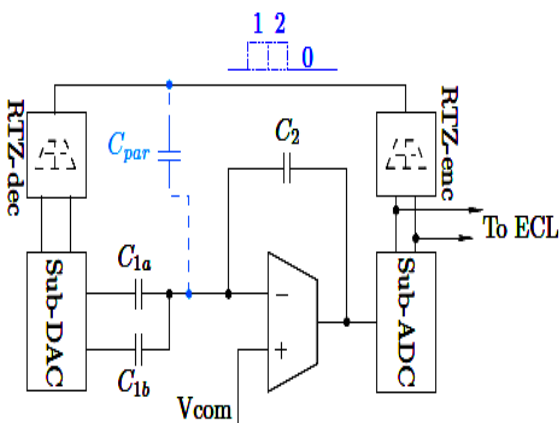 1 2
0
RTZ-dec
RTZ-enc
C_par
C_2
To ECL
C_1a
Sub-DAC
Sub-ADC
−
+
C_1b
Vcom